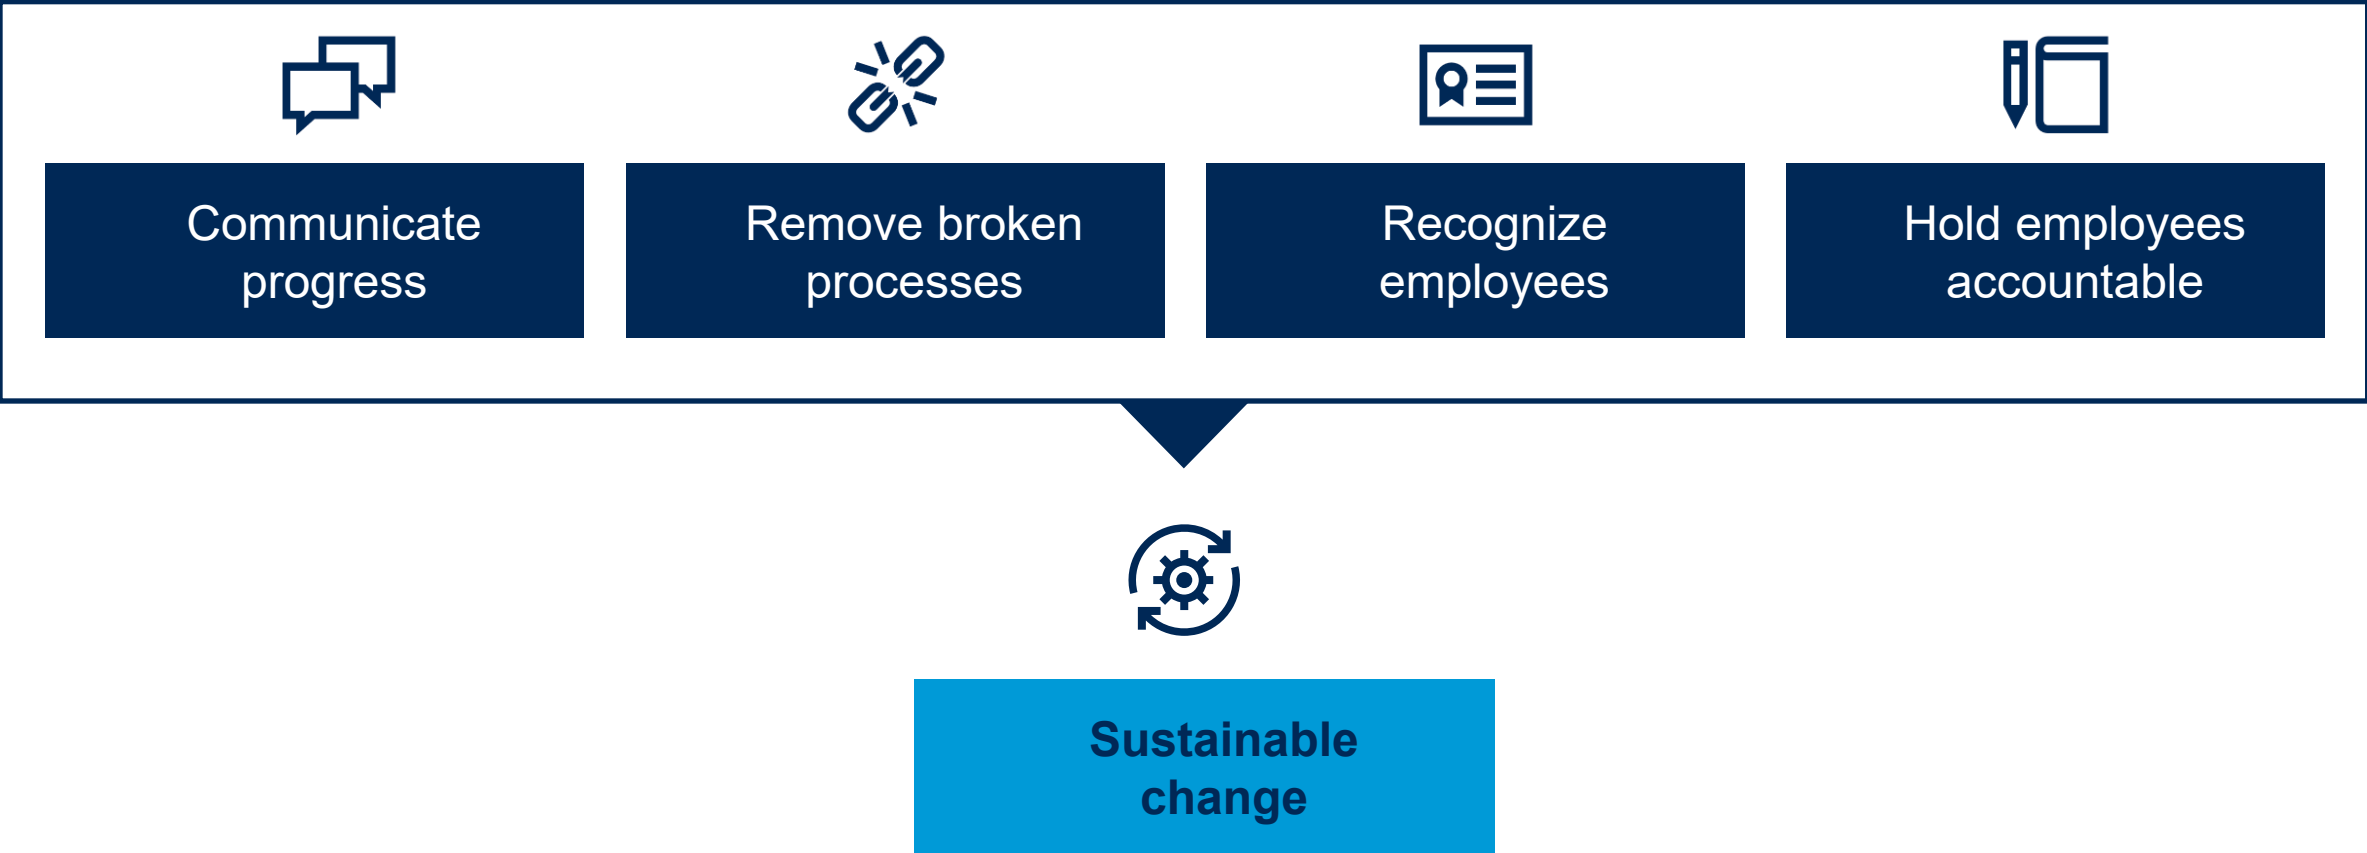 Communicate
progress
Remove broken
processes
Recognize
employees
Hold employees
accountable
Sustainable
change